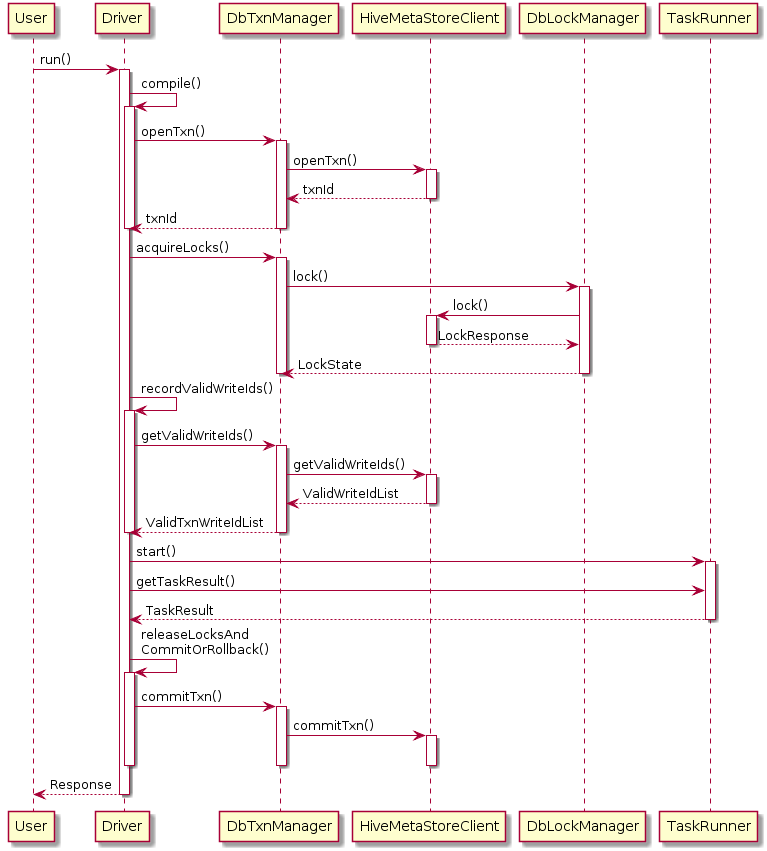 User Driver DbTxnManager HiveMetaStoreClient DbLockManager TaskRunner
run()
compile()
openTxn()
openTxn()
txnId
txnId
acquireLocks()
lock()
lock()
LockResponse
LockState
recordValidWriteIds()
getValidWriteIds()
getValidWriteIds()
ValidWriteIdList
ValidTxnWriteIdList
start()
getTaskResult()
TaskResult
releaseLocksAnd
CommitOrRollback()
commitTxn()
commitTxn()
Response
User Driver DbTxnManager HiveMetaStoreClient DbLockManager TaskRunner